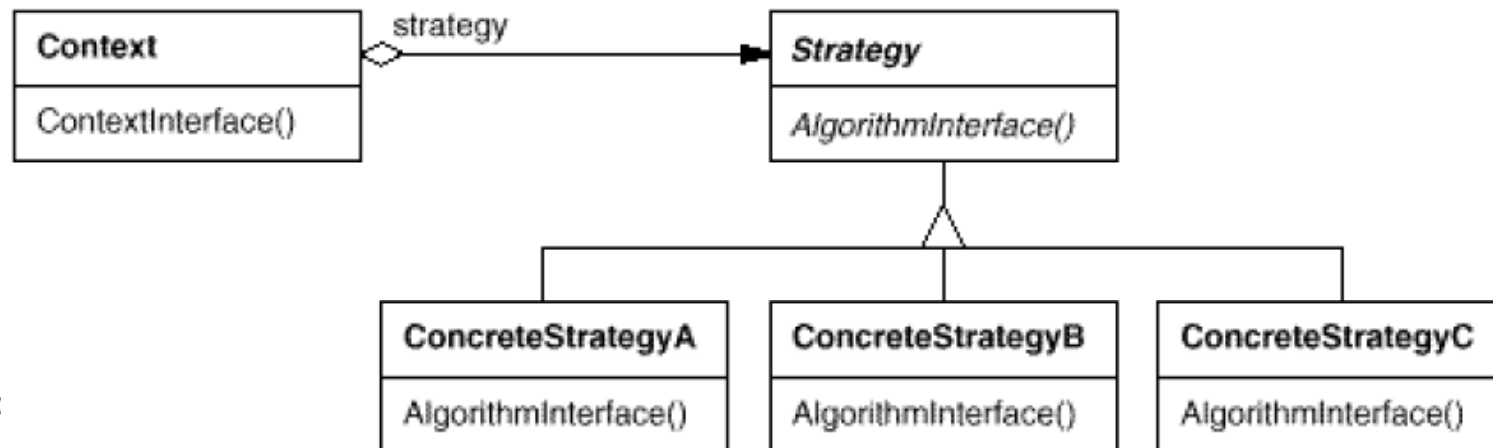 strategy
Context
Strategy
ContextInterface()
AlgorithmInterface()
ConcreteStrategyA
ConcreteStrategyB
ConcreteStrategyC
AlgorithmInterface()
AlgorithmInterface()
AlgorithmInterface()